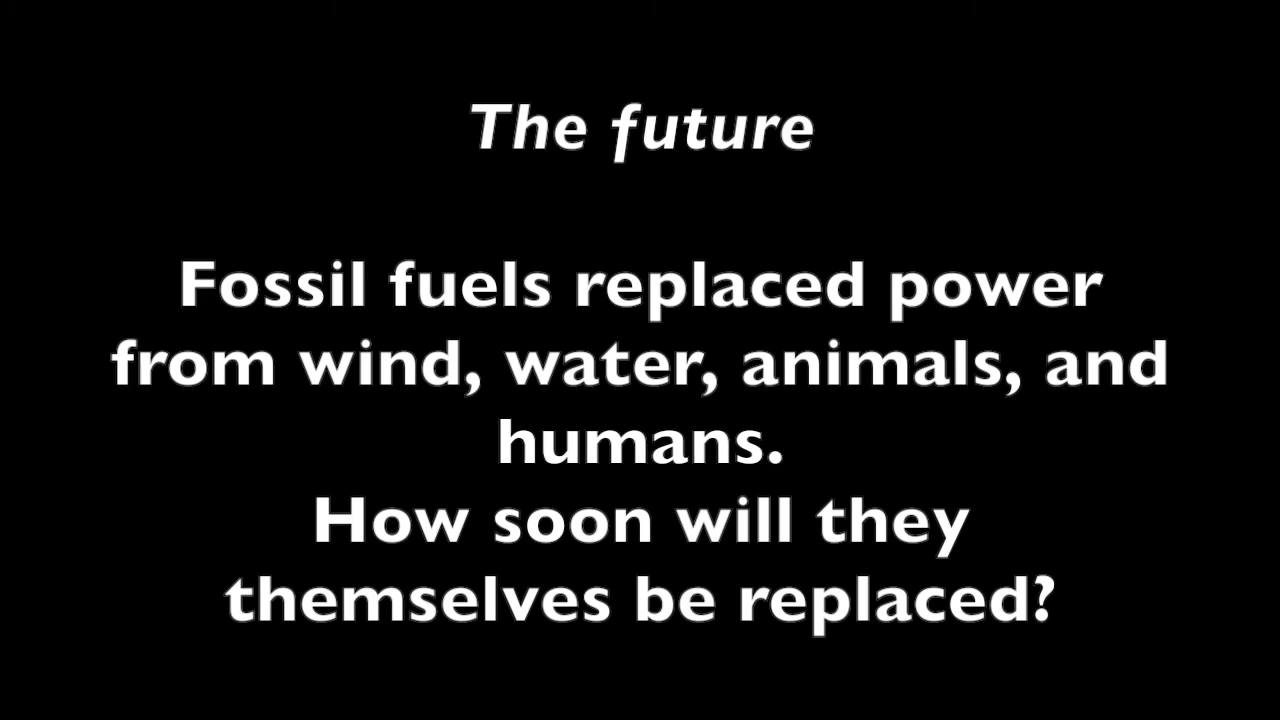 The future
Fossil fuels replaced power
from wind, water, animals, and
humans.
How soon will they
themselves be replaced?